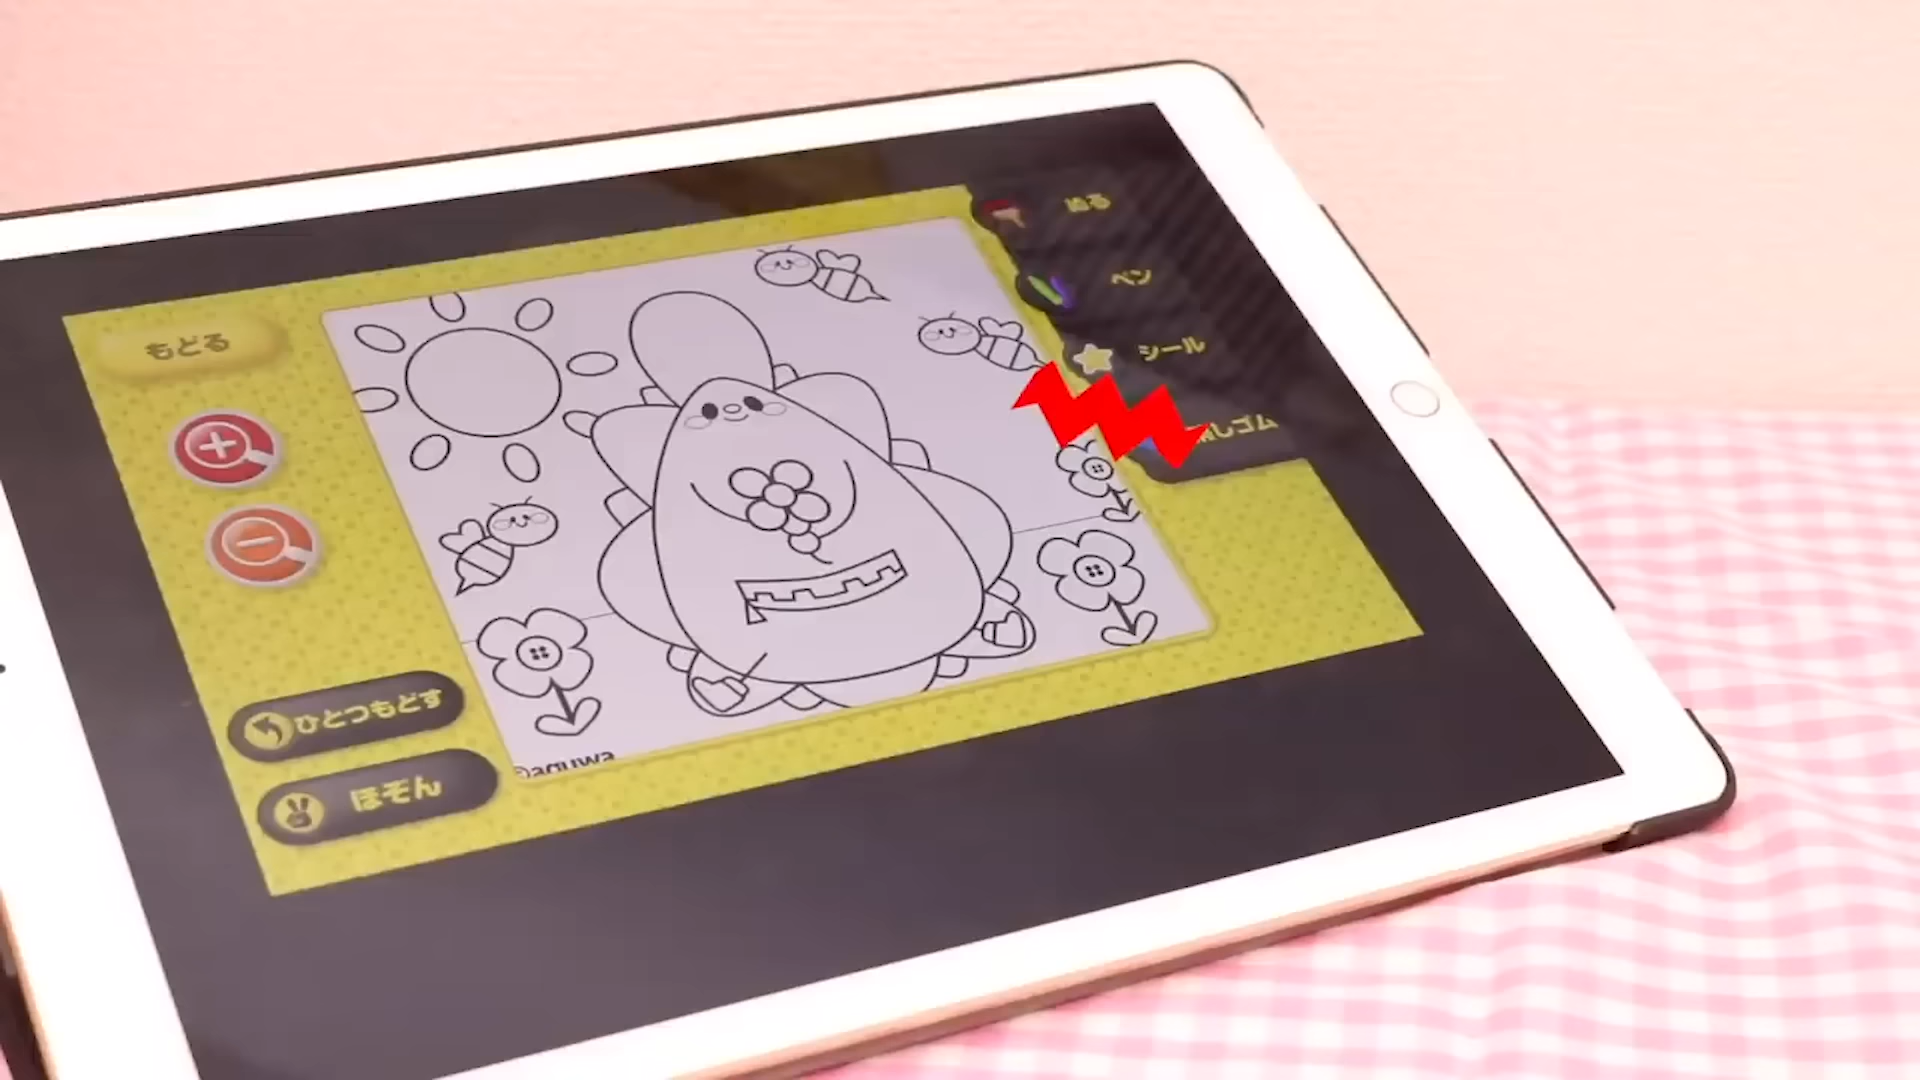 もどる
ぬる
ペン
シール
しゴム
ひとつもどす
ほぞん